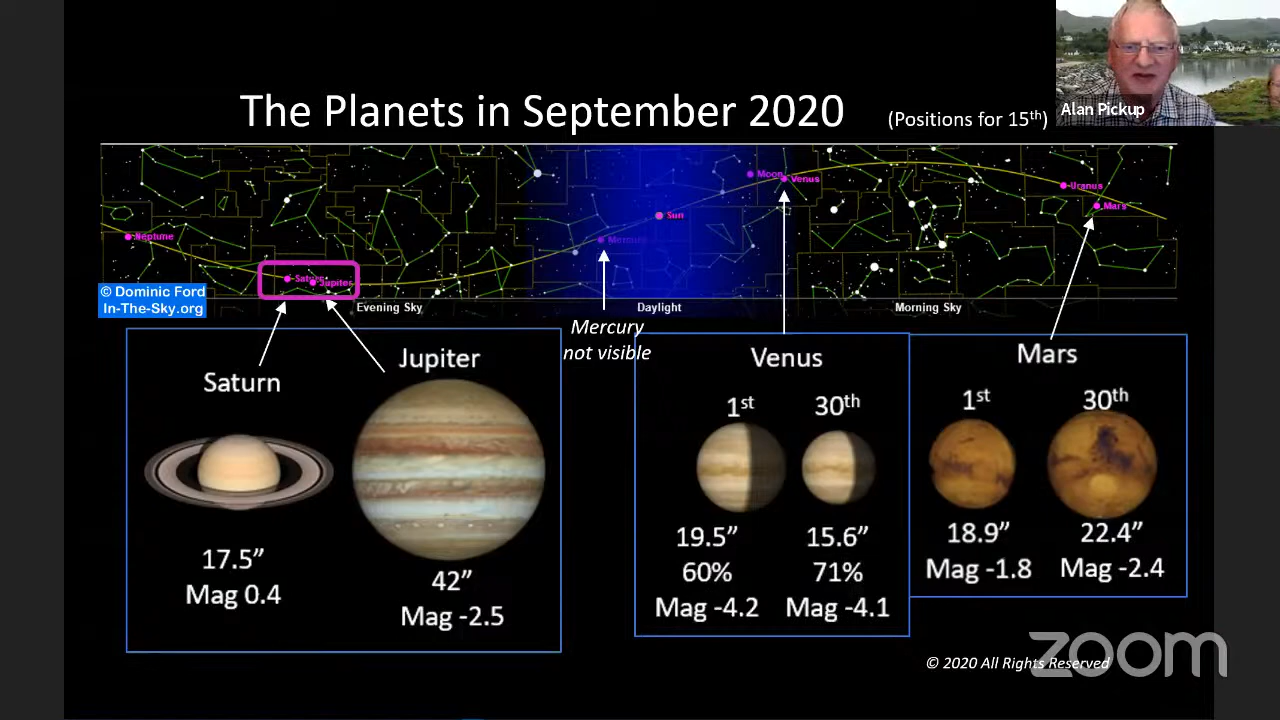 Alan Pickup
The Planets in September 2020 (Positions for 15th)
Moon
Venus
Uranus
Mars
Sun
Neptune
Mercury
Saturn
Jupiter
© Dominic Ford
In-The-Sky.org
Evening Sky
Daylight
Morning Sky
Mercury
not visible
Saturn
17.5”
Mag 0.4
Jupiter
42”
Mag -2.5
Venus
1st 30th
19.5” 15.6”
60% 71%
Mag -4.2 Mag -4.1
Mars
1st 30th
18.9” 22.4”
Mag -1.8 Mag -2.4
© 2020 All Rights Reserved
zoom